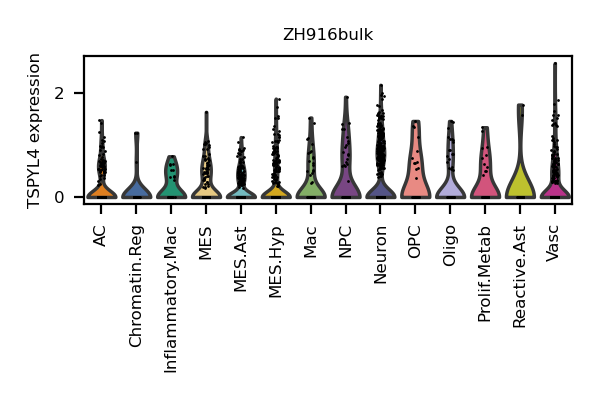 ZH916bulk
TSPYL4 expression
2
0
AC
Chromatin.Reg
Inflammatory.Mac
MES
MES.Ast
MES.Hyp
Mac
NPC
Neuron
OPC
Oligo
Prolif.Metab
Reactive.Ast
Vasc